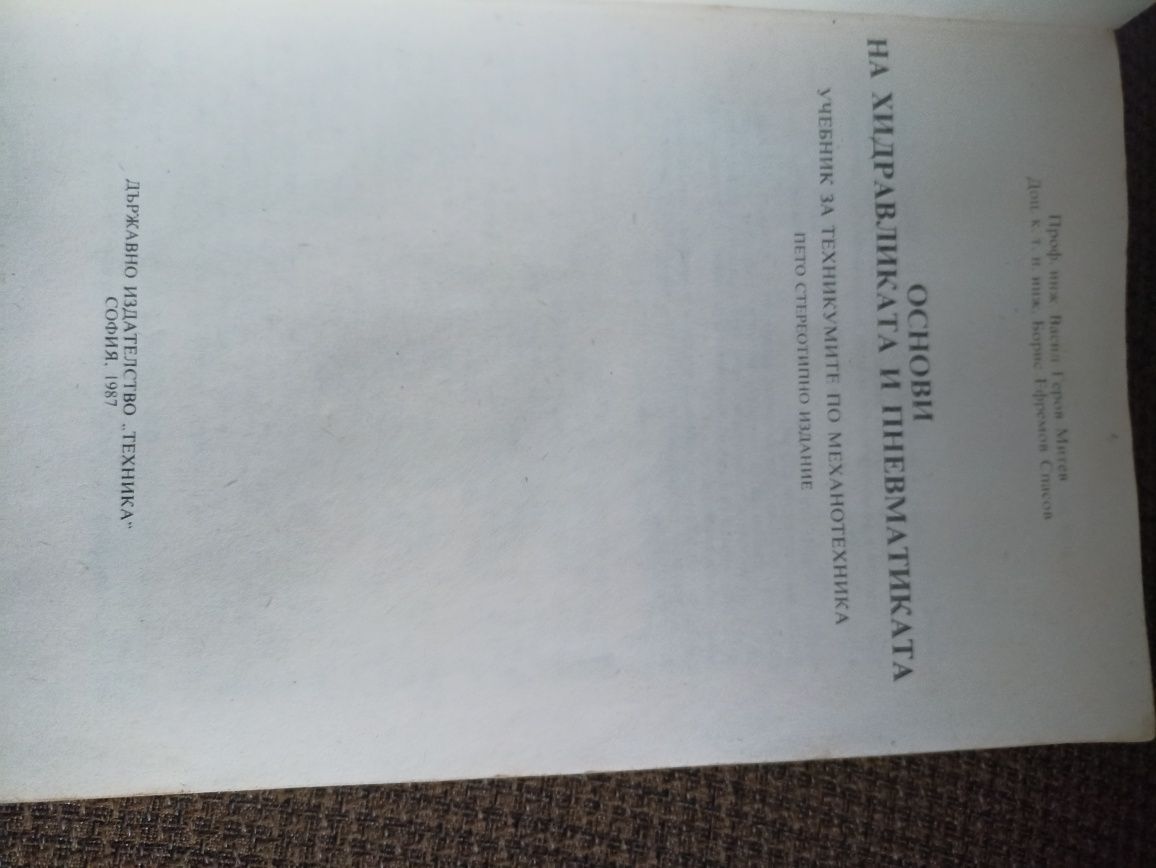 Проф. инж. Васил Геров Митев
Доц. к. т. н. инж. Борис Ефремов Спасов
ОСНОВИ
НА ХИДРАВЛИКАТА И ПНЕВМАТИКАТА
УЧЕБНИК ЗА ТЕХНИКУМИТЕ ПО МЕХАНОТЕХНИКА
ПЕТО СТЕРЕОТИПНО ИЗДАНИЕ
ДЪРЖАВНО ИЗДАТЕЛСТВО „ТЕХНИКА“
СОФИЯ. 1987